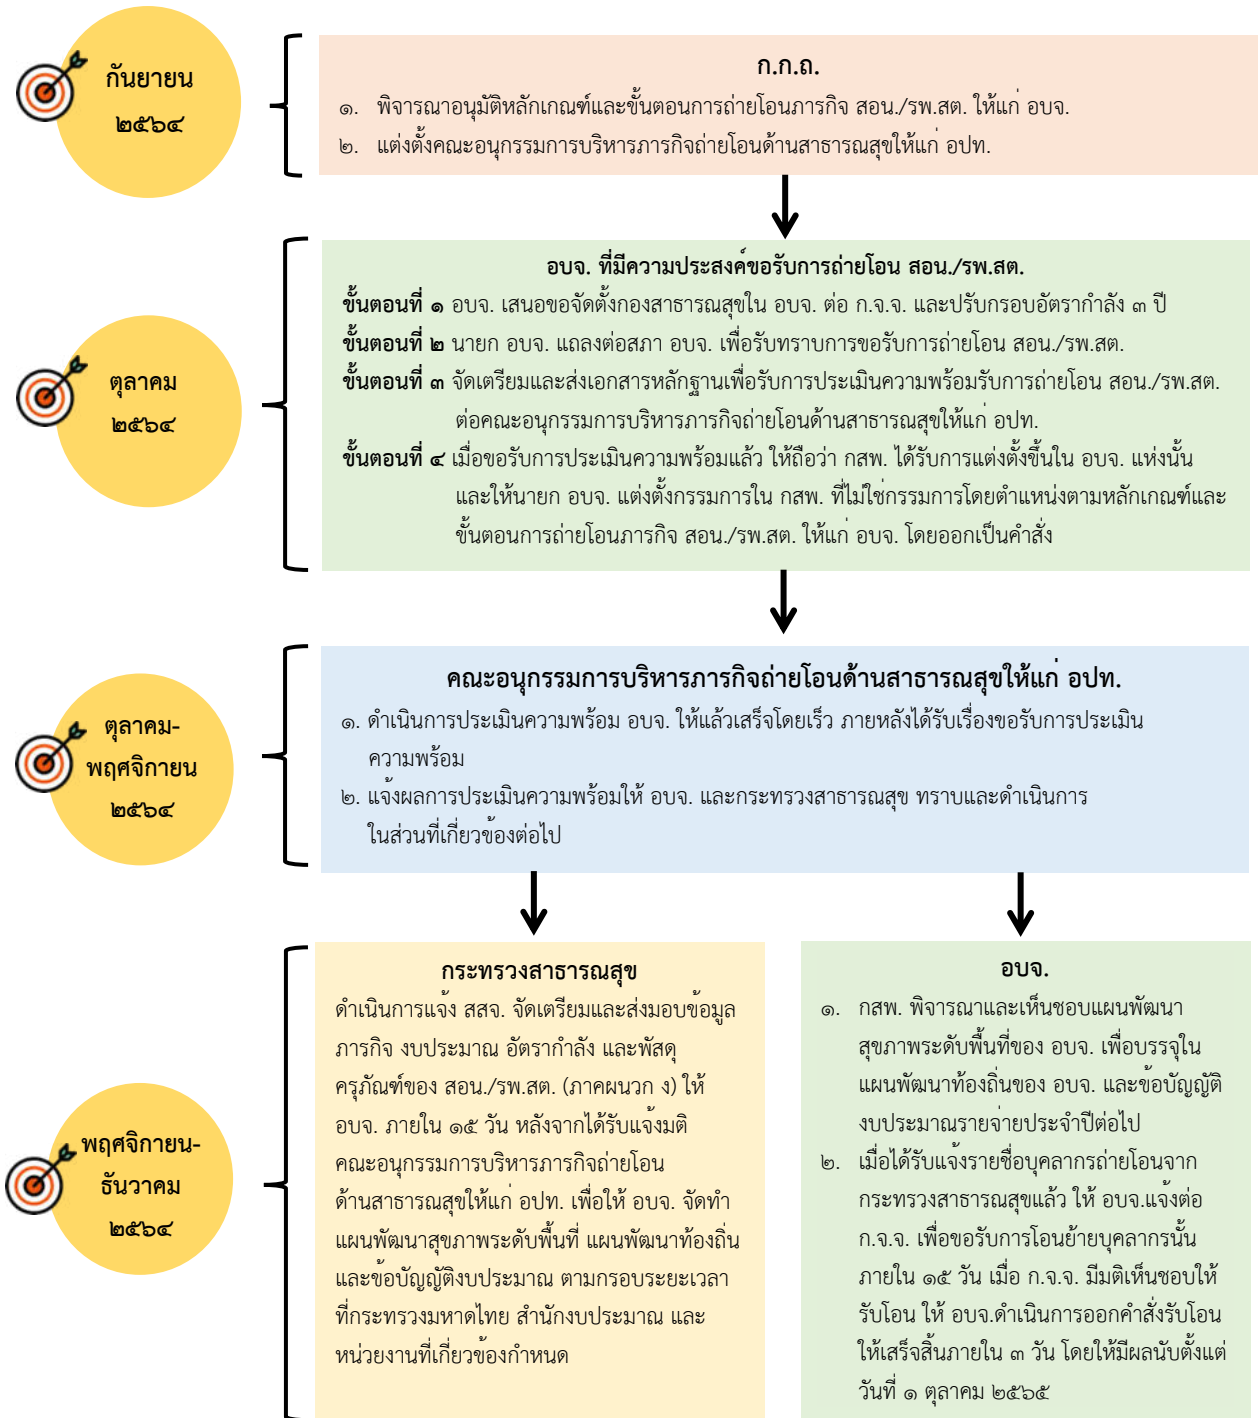 กันยายน
๒๕๖๔
ก.ก.ถ.
๑. พิจารณาอนุมัติหลักเกณฑ์และขั้นตอนการถ่ายโอนภารกิจ สอน./รพ.สต. ให้แก่ อบจ.
๒. แต่งตั้งคณะอนุกรรมการบริหารภารกิจถ่ายโอนด้านสาธารณสุขให้แก่ อปท.
ตุลาคม
๒๕๖๔
อบจ. ที่มีความประสงค์ขอรับการถ่ายโอน สอน./รพ.สต.
ขั้นตอนที่ ๑ อบจ. เสนอขอจัดตั้งกองสาธารณสุขใน อบจ. ต่อ ก.จ.จ. และปรับกรอบอัตรากำลัง ๓ ปี
ขั้นตอนที่ ๒ นายก อบจ. แถลงต่อสภา อบจ. เพื่อรับทราบการขอรับการถ่ายโอน สอน./รพ.สต.
ขั้นตอนที่ ๓ จัดเตรียมและส่งเอกสารหลักฐานเพื่อรับการประเมินความพร้อมรับการถ่ายโอน สอน./รพ.สต.
ต่อคณะอนุกรรมการบริหารภารกิจถ่ายโอนด้านสาธารณสุขให้แก่ อปท.
ขั้นตอนที่ ๔ เมื่อขอรับการประเมินความพร้อมแล้ว ให้ถือว่า กสพ. ได้รับการแต่งตั้งขึ้นใน อบจ. แห่งนั้น
และให้นายก อบจ. แต่งตั้งกรรมการใน กสพ. ที่ไม่ใช่กรรมการโดยตำแหน่งตามหลักเกณฑ์และ
ขั้นตอนการถ่ายโอนภารกิจ สอน./รพ.สต. ให้แก่ อบจ. โดยออกเป็นคำสั่ง
ตุลาคม-
พฤศจิกายน
๒๕๖๔
คณะอนุกรรมการบริหารภารกิจถ่ายโอนด้านสาธารณสุขให้แก่ อปท.
๑. ดำเนินการประเมินความพร้อม อบจ. ให้แล้วเสร็จโดยเร็ว ภายหลังได้รับเรื่องขอรับการประเมิน
ความพร้อม
๒. แจ้งผลการประเมินความพร้อมให้ อบจ. และกระทรวงสาธารณสุข ทราบและดำเนินการ
ในส่วนที่เกี่ยวข้องต่อไป
พฤศจิกายน-
ธันวาคม
๒๕๖๔
กระทรวงสาธารณสุข
ดำเนินการแจ้ง สสจ. จัดเตรียมและส่งมอบข้อมูล
ภารกิจ งบประมาณ อัตรากำลัง และพัสดุ
ครุภัณฑ์ของ สอน./รพ.สต. (ภาคผนวก ง) ให้
อบจ. ภายใน ๑๕ วัน หลังจากได้รับแจ้งมติ
คณะอนุกรรมการบริหารภารกิจถ่ายโอน
ด้านสาธารณสุขให้แก่ อปท. เพื่อให้ อบจ. จัดทำ
แผนพัฒนาสุขภาพระดับพื้นที่ แผนพัฒนาท้องถิ่น
และข้อบัญญัติงบประมาณ ตามกรอบระยะเวลา
ที่กระทรวงมหาดไทย สำนักงบประมาณ และ
หน่วยงานที่เกี่ยวข้องกำหนด
อบจ.
๑. กสพ. พิจารณาและเห็นชอบแผนพัฒนา
สุขภาพระดับพื้นที่ของ อบจ. เพื่อบรรจุใน
แผนพัฒนาท้องถิ่นของ อบจ. และข้อบัญญัติ
งบประมาณรายจ่ายประจำปีต่อไป
๒. เมื่อได้รับแจ้งรายชื่อบุคลากรถ่ายโอนจาก
กระทรวงสาธารณสุขแล้ว ให้ อบจ.แจ้งต่อ
ก.จ.จ. เพื่อขอรับการโอนย้ายบุคลากรนั้น
ภายใน ๑๕ วัน เมื่อ ก.จ.จ. มีมติเห็นชอบให้
รับโอน ให้ อบจ.ดำเนินการออกคำสั่งรับโอน
ให้เสร็จสิ้นภายใน ๓ วัน โดยให้มีผลนับตั้งแต่
วันที่ ๑ ตุลาคม ๒๕๖๕